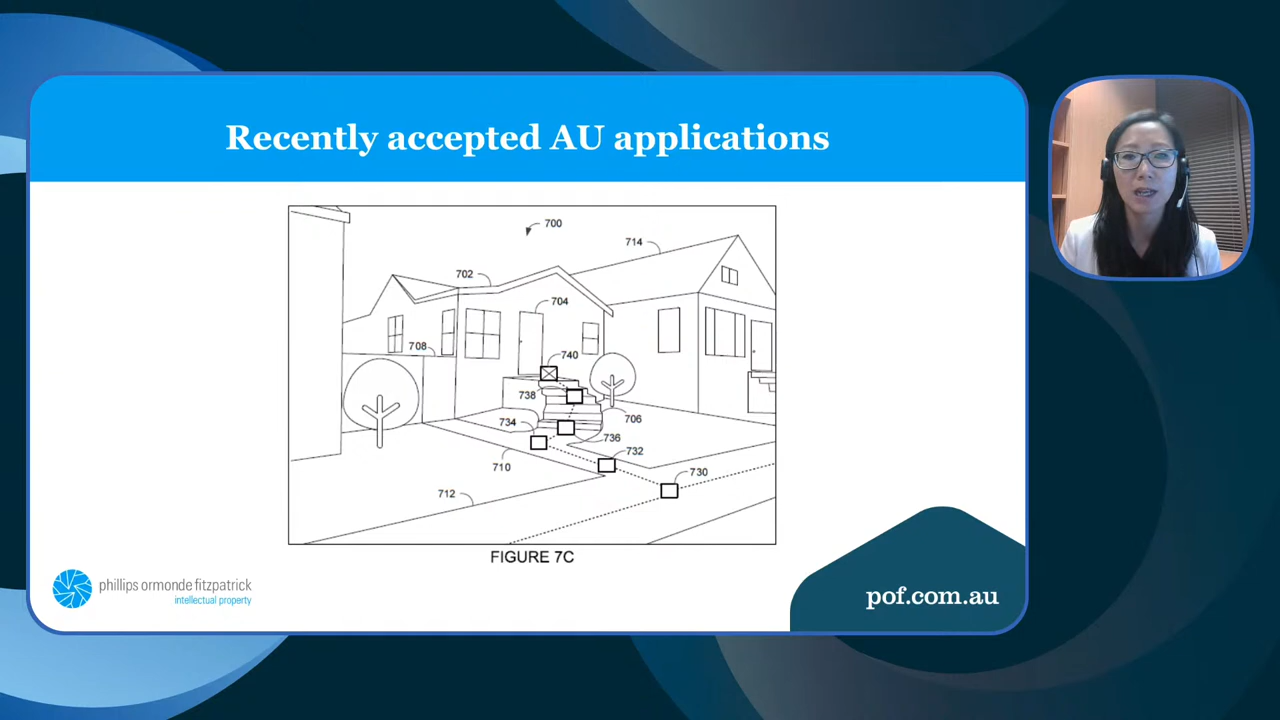 Recently accepted AU applications
700
714
702
704
708
740
738
706
734
736
732
710
730
712
FIGURE 7C
phillips ormonde fitzpatrick
intellectual property
pof.com.au